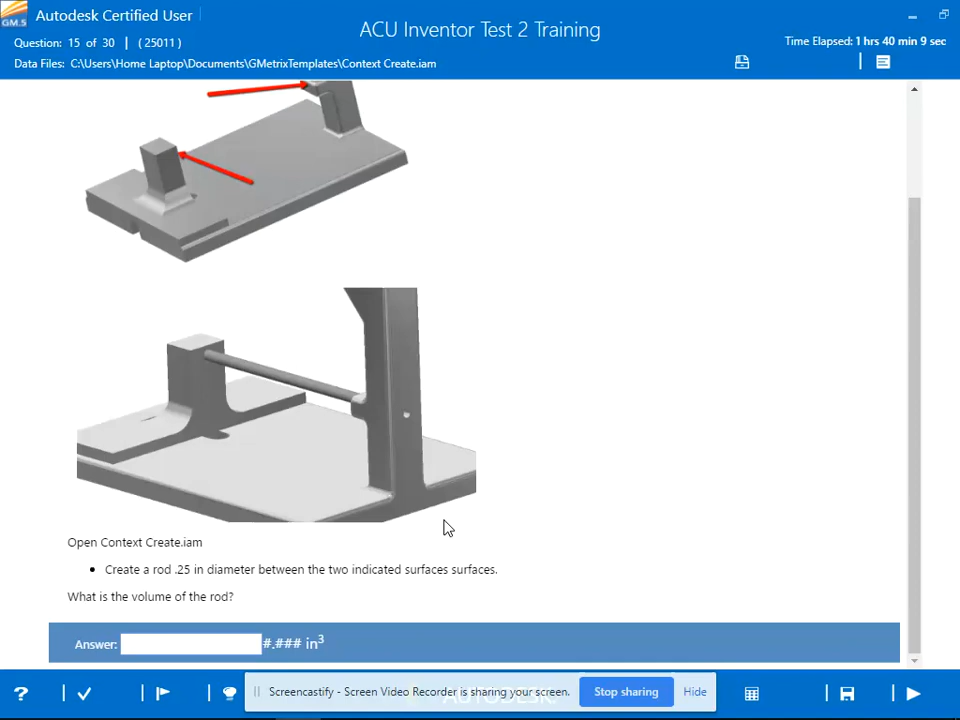 GM.5
Autodesk Certified User
ACU Inventor Test 2 Training
Question: 15 of 30 | ( 25011 )
Time Elapsed: 1 hrs 40 min 9 sec
Data Files: C:\Users\Home Laptop\Documents\GMetrixTemplates\Context Create.iam
Open Context Create.iam
• Create a rod .25 in diameter between the two indicated surfaces surfaces.
What is the volume of the rod?
Answer: #.### in³
Screencastify - Screen Video Recorder is sharing your screen. Stop sharing Hide